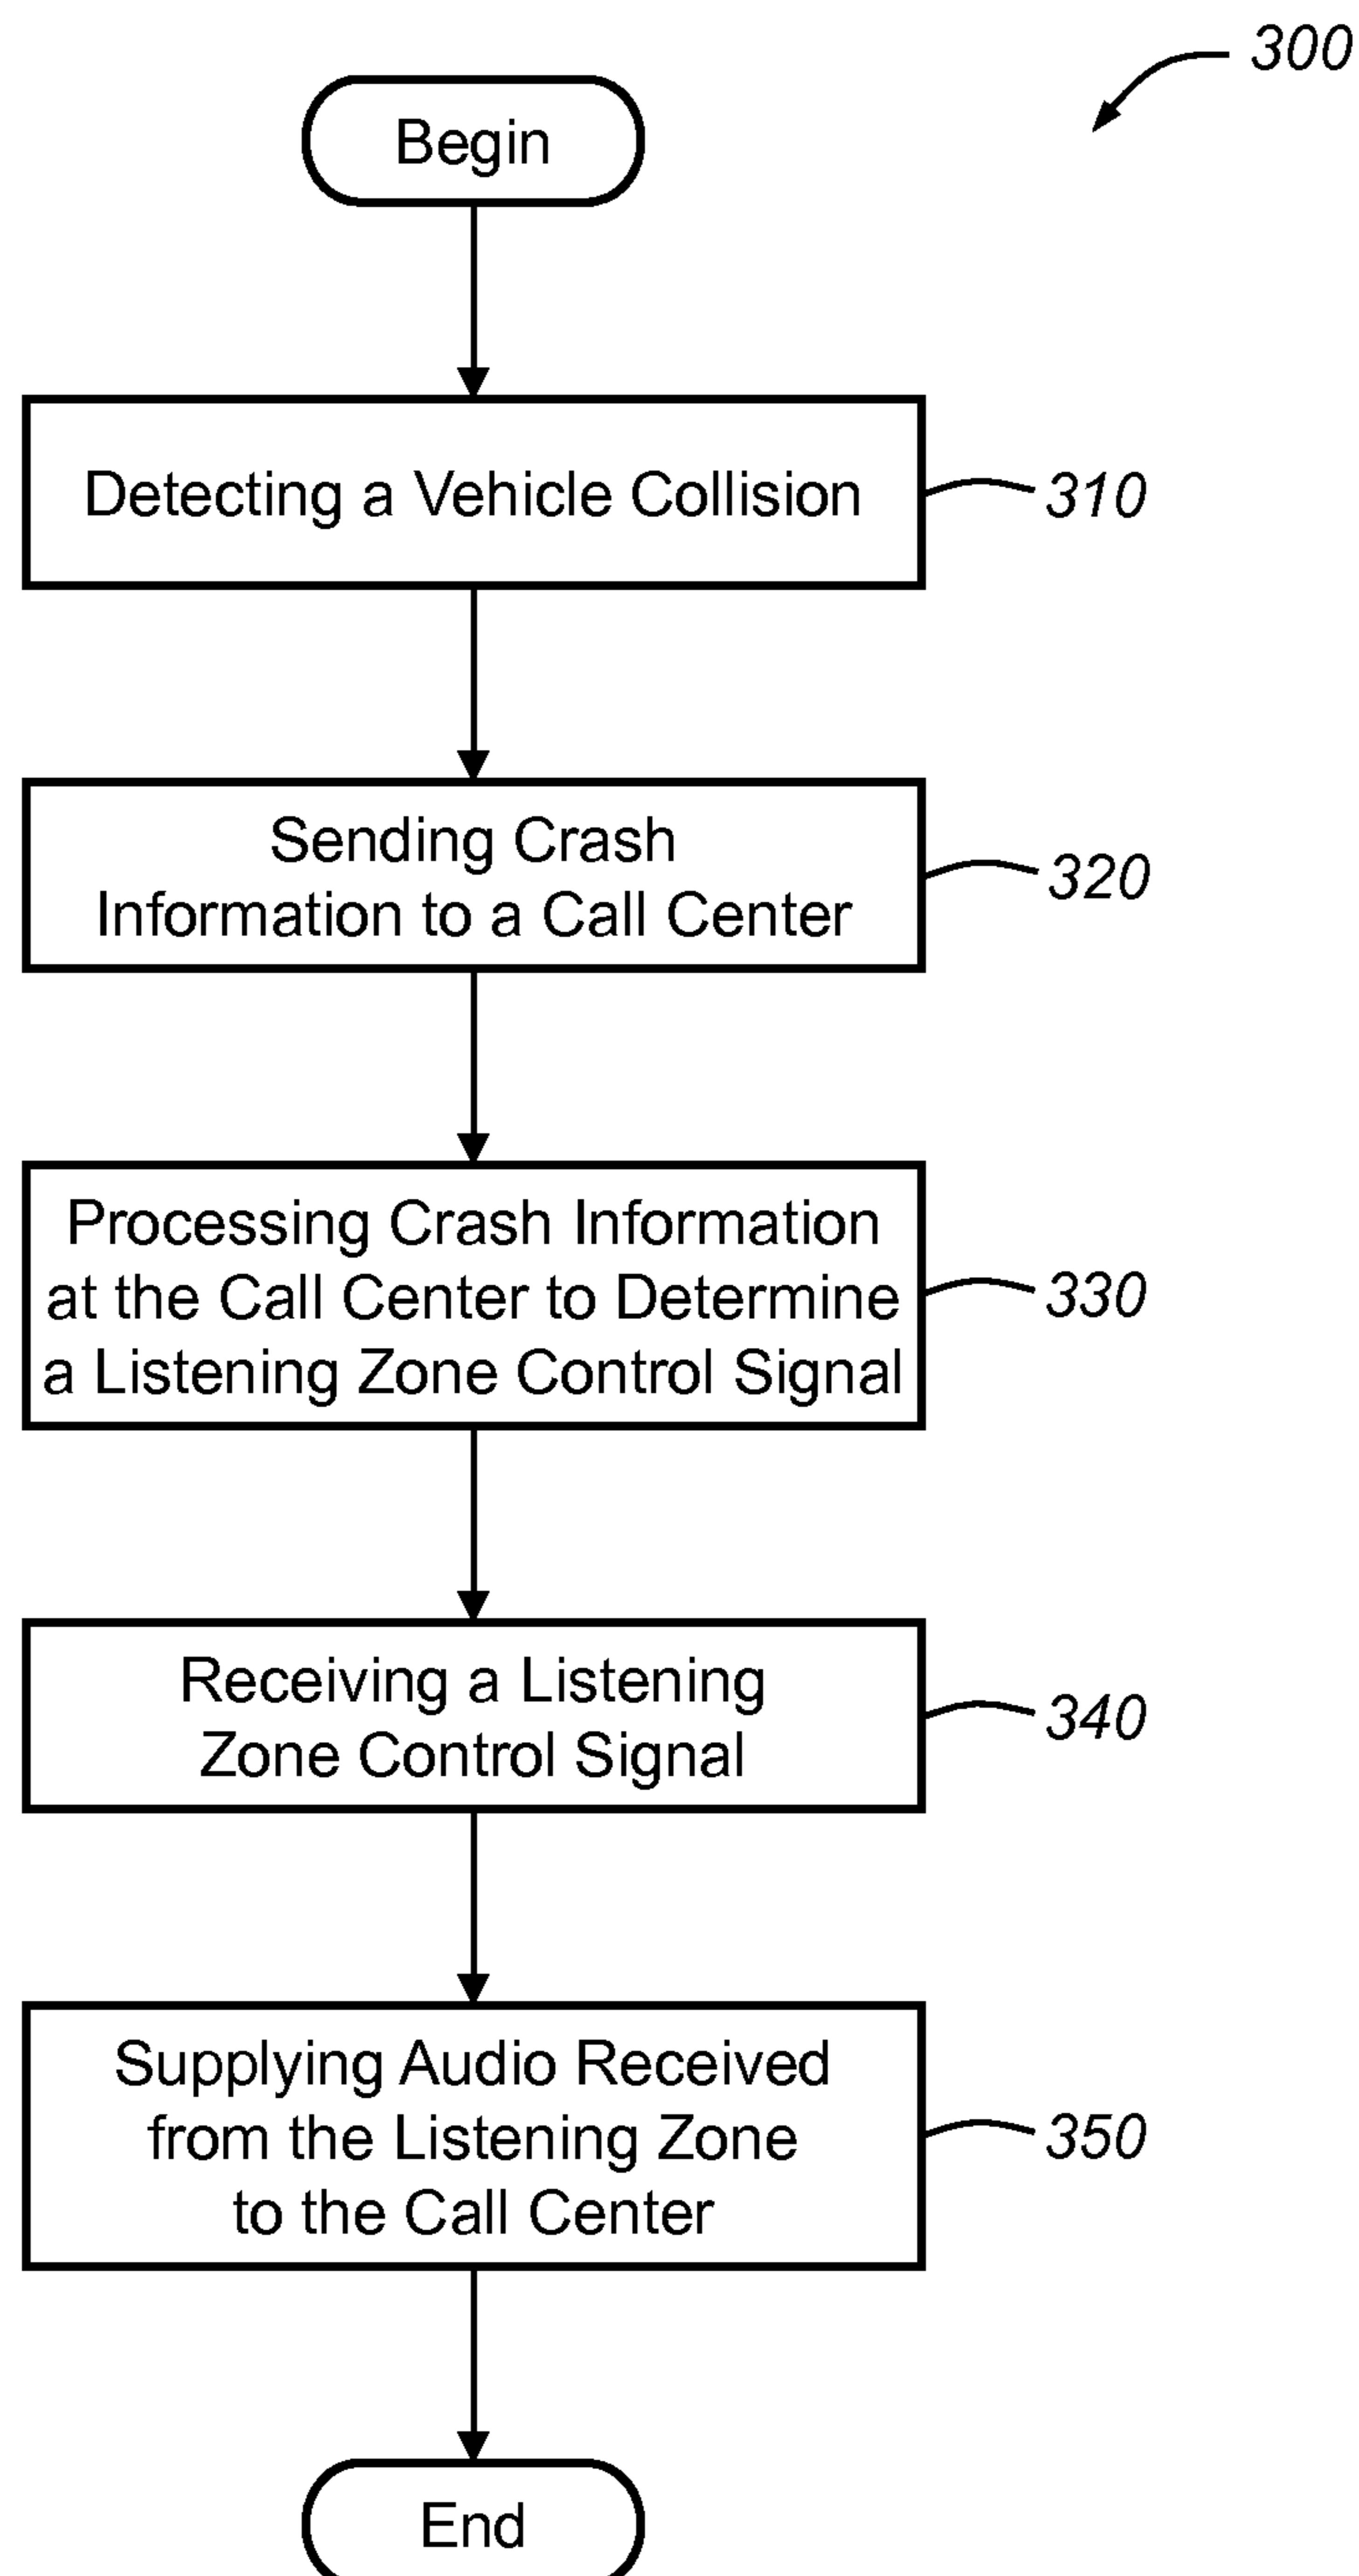 300
Begin
Detecting a Vehicle Collision
310
Sending Crash
Information to a Call Center
320
Processing Crash Information
at the Call Center to Determine
a Listening Zone Control Signal
330
Receiving a Listening
Zone Control Signal
340
Supplying Audio Received
from the Listening Zone
to the Call Center
350
End